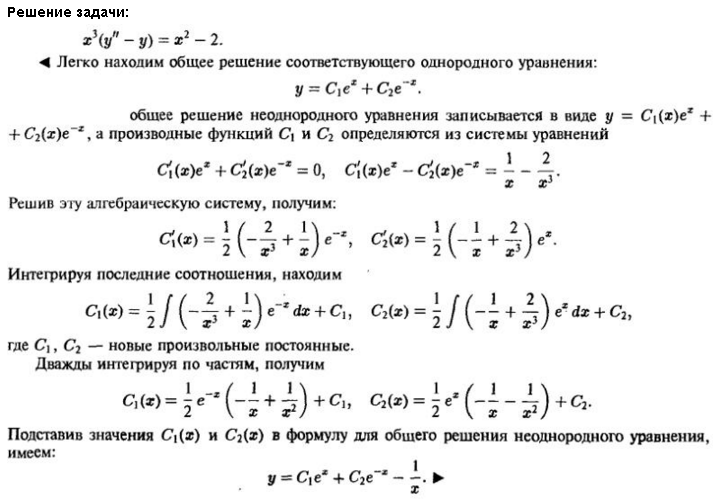 Решение задачи:
x³(y″ − y) = x² − 2.
◀ Легко находим общее решение соответствующего однородного уравнения:
y = C₁eˣ + C₂e⁻ˣ.
общее решение неоднородного уравнения записывается в виде y = C₁(x)eˣ +
+ C₂(x)e⁻ˣ, а производные функций C₁ и C₂ определяются из системы уравнений
C₁′(x)eˣ + C₂′(x)e⁻ˣ = 0, C₁′(x)eˣ − C₂′(x)e⁻ˣ = 1/x − 2/x³.
Решив эту алгебраическую систему, получим:
C₁′(x) = 1/2 (−2/x³ + 1/x) e⁻ˣ, C₂′(x) = 1/2 (−1/x + 2/x³) eˣ.
Интегрируя последние соотношения, находим
C₁(x) = 1/2 ∫ (−2/x³ + 1/x) e⁻ˣ dx + C₁, C₂(x) = 1/2 ∫ (−1/x + 2/x³) eˣ dx + C₂,
где C₁, C₂ — новые произвольные постоянные.
Дважды интегрируя по частям, получим
C₁(x) = 1/2 e⁻ˣ (−1/x + 1/x²) + C₁, C₂(x) = 1/2 eˣ (−1/x − 1/x²) + C₂.
Подставив значения C₁(x) и C₂(x) в формулу для общего решения неоднородного уравнения,
имеем:
y = C₁eˣ + C₂e⁻ˣ − 1/x. ▶